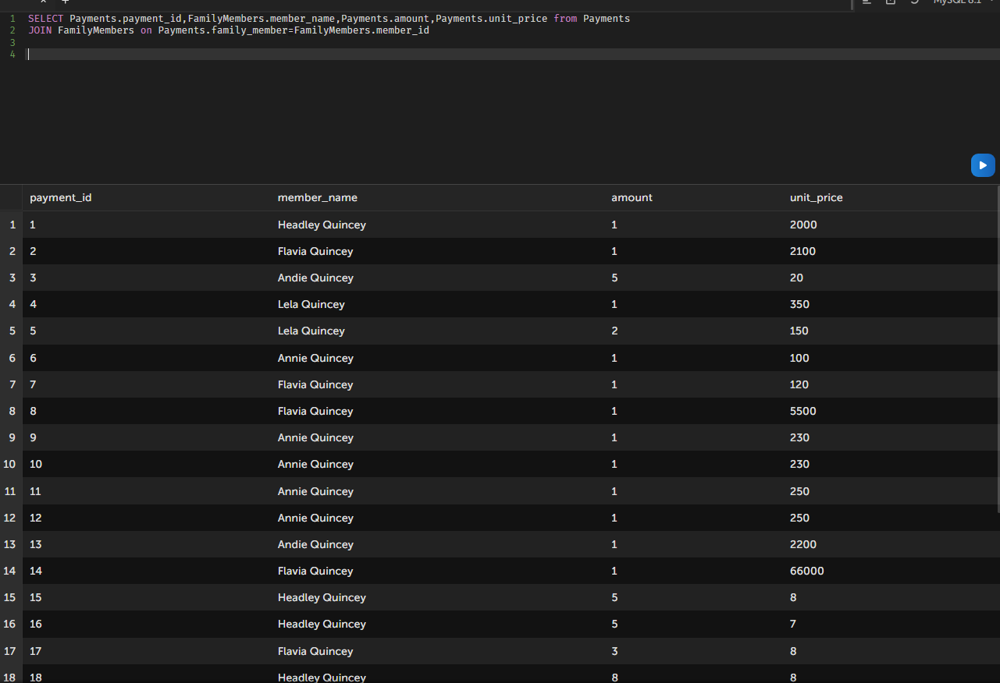 MySQL 8.1
1 SELECT Payments.payment_id,FamilyMembers.member_name,Payments.amount,Payments.unit_price from Payments
2 JOIN FamilyMembers on Payments.family_member=FamilyMembers.member_id
3
4
payment_id member_name amount unit_price
1 1 Headley Quincey 1 2000
2 2 Flavia Quincey 1 2100
3 3 Andie Quincey 5 20
4 4 Lela Quincey 1 350
5 5 Lela Quincey 2 150
6 6 Annie Quincey 1 100
7 7 Flavia Quincey 1 120
8 8 Flavia Quincey 1 5500
9 9 Annie Quincey 1 230
10 10 Annie Quincey 1 230
11 11 Annie Quincey 1 250
12 12 Annie Quincey 1 250
13 13 Andie Quincey 1 2200
14 14 Flavia Quincey 1 66000
15 15 Headley Quincey 5 8
16 16 Headley Quincey 5 7
17 17 Flavia Quincey 3 8
18 18 Headley Quincey 8 8